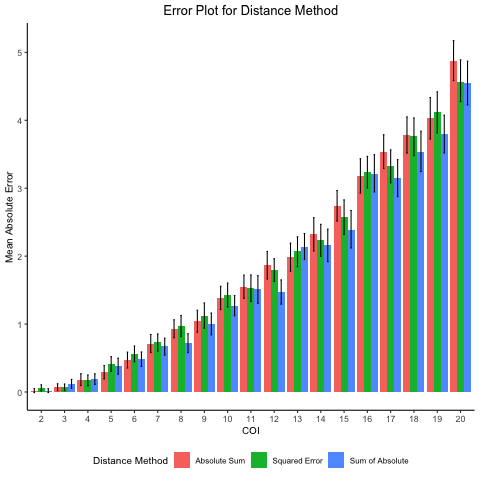 Error Plot for Distance Method
Mean Absolute Error
5
4
3
2
1
0
2 3 4 5 6 7 8 9 10 11 12 13 14 15 16 17 18 19 20
COI
Distance Method Absolute Sum Squared Error Sum of Absolute